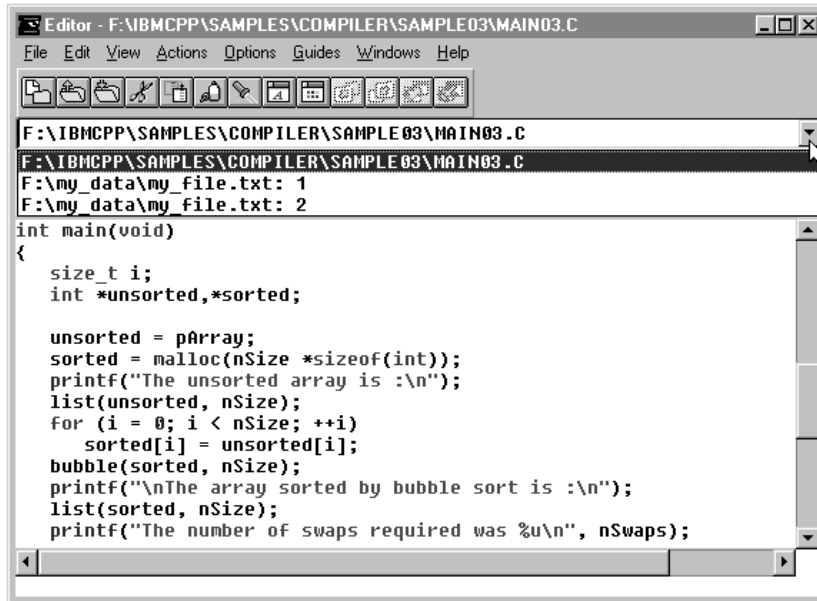 Editor - F:\IBMCPP\SAMPLES\COMPILER\SAMPLE03\MAIN03.C
File Edit View Actions Options Guides Windows Help
F:\IBMCPP\SAMPLES\COMPILER\SAMPLE03\MAIN03.C
F:\IBMCPP\SAMPLES\COMPILER\SAMPLE03\MAIN03.C
F:\my_data\my_file.txt: 1
F:\my_data\my_file.txt: 2
int main(void)
{
   size_t i;
   int *unsorted,*sorted;

   unsorted = pArray;
   sorted = malloc(nSize *sizeof(int));
   printf("The unsorted array is :\n");
   list(unsorted, nSize);
   for (i = 0; i < nSize; ++i)
      sorted[i] = unsorted[i];
   bubble(sorted, nSize);
   printf("\nThe array sorted by bubble sort is :\n");
   list(sorted, nSize);
   printf("The number of swaps required was %u\n", nSwaps);